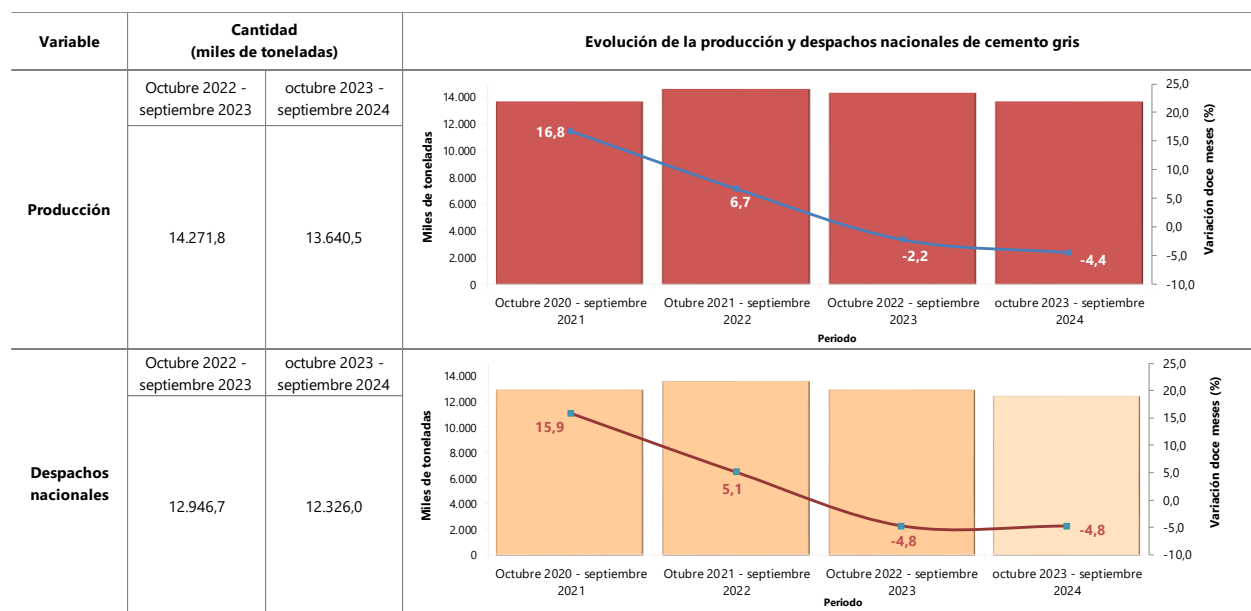 Variable
Cantidad
(miles de toneladas)
Evolución de la producción y despachos nacionales de cemento gris
Producción
Octubre 2022 -
septiembre 2023
octubre 2023 -
septiembre 2024
14.271,8
13.640,5
Miles de toneladas
14.000
12.000
10.000
8.000
6.000
4.000
2.000
0
16,8
6,7
-2,2
-4,4
25,0
20,0
15,0
10,0
5,0
0,0
-5,0
-10,0
Variación doce meses (%)
Octubre 2020 - septiembre
2021
Otubre 2021 - septiembre
2022
Octubre 2022 - septiembre
2023
octubre 2023 - septiembre
2024
Periodo
Despachos
nacionales
Octubre 2022 -
septiembre 2023
octubre 2023 -
septiembre 2024
12.946,7
12.326,0
Miles de toneladas
14.000
12.000
10.000
8.000
6.000
4.000
2.000
0
15,9
5,1
-4,8
-4,8
25,0
20,0
15,0
10,0
5,0
0,0
-5,0
-10,0
Variación doce meses (%)
Octubre 2020 - septiembre
2021
Otubre 2021 - septiembre
2022
Octubre 2022 - septiembre
2023
octubre 2023 - septiembre
2024
Periodo